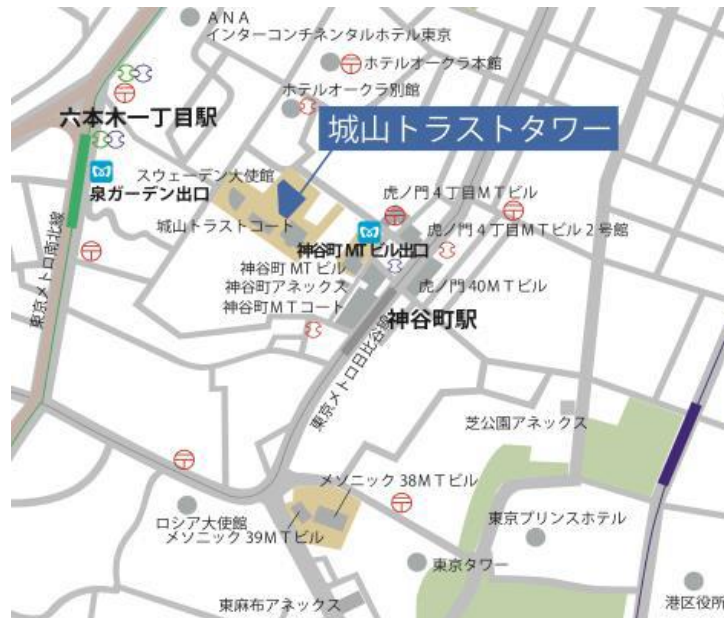 ANA
インターコンチネンタルホテル東京
ホテルオークラ本館
ホテルオークラ別館
六本木一丁目駅
城山トラストタワー
スウェーデン大使館
泉ガーデン出口
虎ノ門4丁目MTビル
城山トラストコート
虎ノ門4丁目MTビル2号館
神谷町MTビル出口
神谷町MTビル
神谷町アネックス
虎ノ門40MTビル
神谷町MTコート
神谷町駅
東京メトロ南北線
東京メトロ日比谷線
芝公園アネックス
メソニック38MTビル
ロシア大使館
メソニック39MTビル
東京プリンスホテル
東京タワー
東麻布アネックス
港区役所